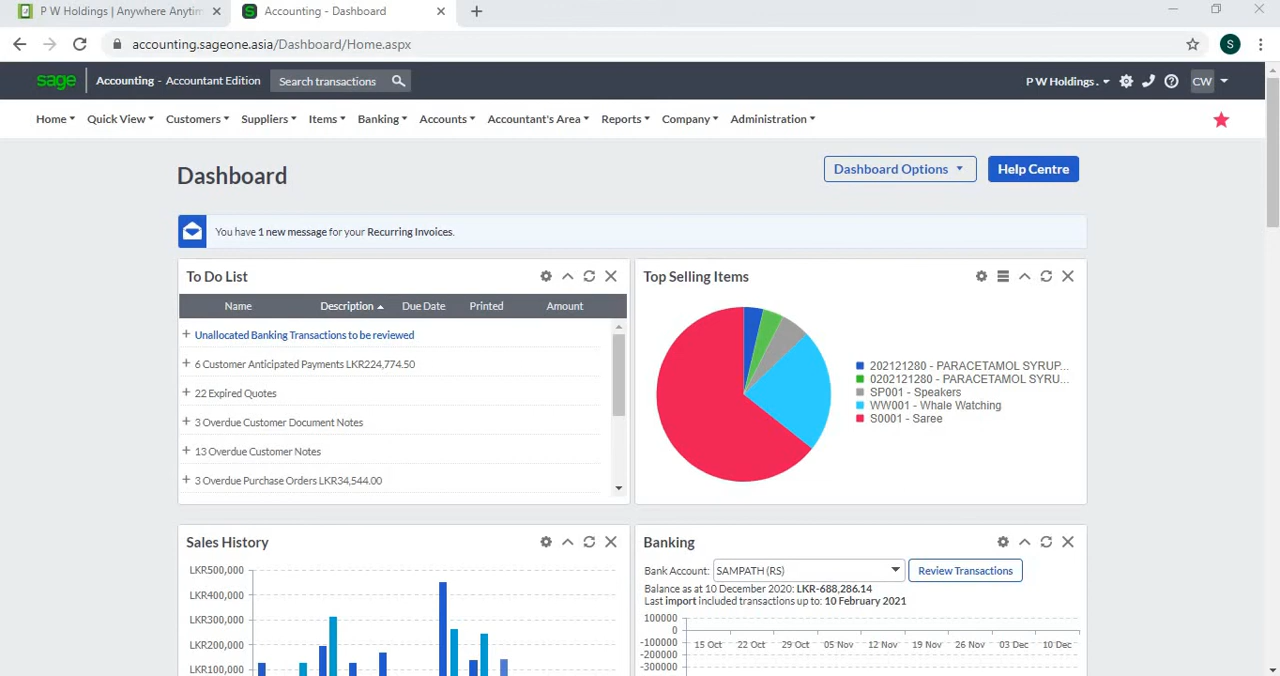 P W Holdings | Anywhere Anytim
Accounting - Dashboard
accounting.sageone.asia/Dashboard/Home.aspx
S
sage Accounting - Accountant Edition Search transactions P W Holdings . CW
Home Quick View Customers Suppliers Items Banking Accounts Accountant's Area Reports Company Administration
Dashboard
Dashboard Options
Help Centre
You have 1 new message for your Recurring Invoices.
To Do List
Name Description Due Date Printed Amount
+ Unallocated Banking Transactions to be reviewed
+ 6 Customer Anticipated Payments LKR224,774.50
+ 22 Expired Quotes
+ 3 Overdue Customer Document Notes
+ 13 Overdue Customer Notes
+ 3 Overdue Purchase Orders LKR34,544.00
Top Selling Items
202121280 - PARACETAMOL SYRUP...
0202121280 - PARACETAMOL SYRU...
SP001 - Speakers
WW001 - Whale Watching
S0001 - Saree
Sales History
LKR500,000
LKR400,000
LKR300,000
LKR200,000
LKR100,000
Banking
Bank Account: SAMPATH (RS) Review Transactions
Balance as at 10 December 2020: LKR-688,286.14
Last import included transactions up to: 10 February 2021
100000
0
-100000
-200000
-300000
15 Oct 22 Oct 29 Oct 05 Nov 12 Nov 19 Nov 26 Nov 03 Dec 10 Dec